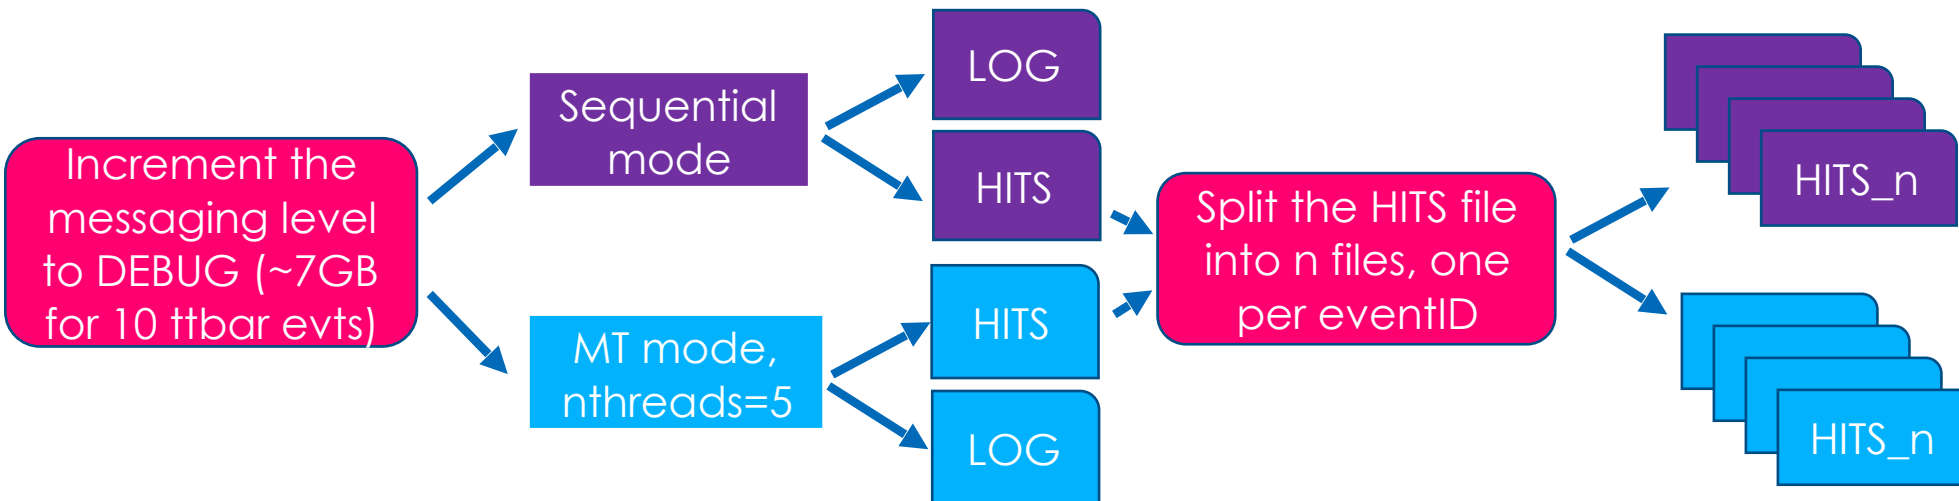 Increment the
messaging level
to DEBUG (~7GB
for 10 ttbar evts)
Sequential
mode
MT mode,
nthreads=5
LOG
HITS
HITS
LOG
Split the HITS file
into n files, one
per eventID
HITS_n
HITS_n